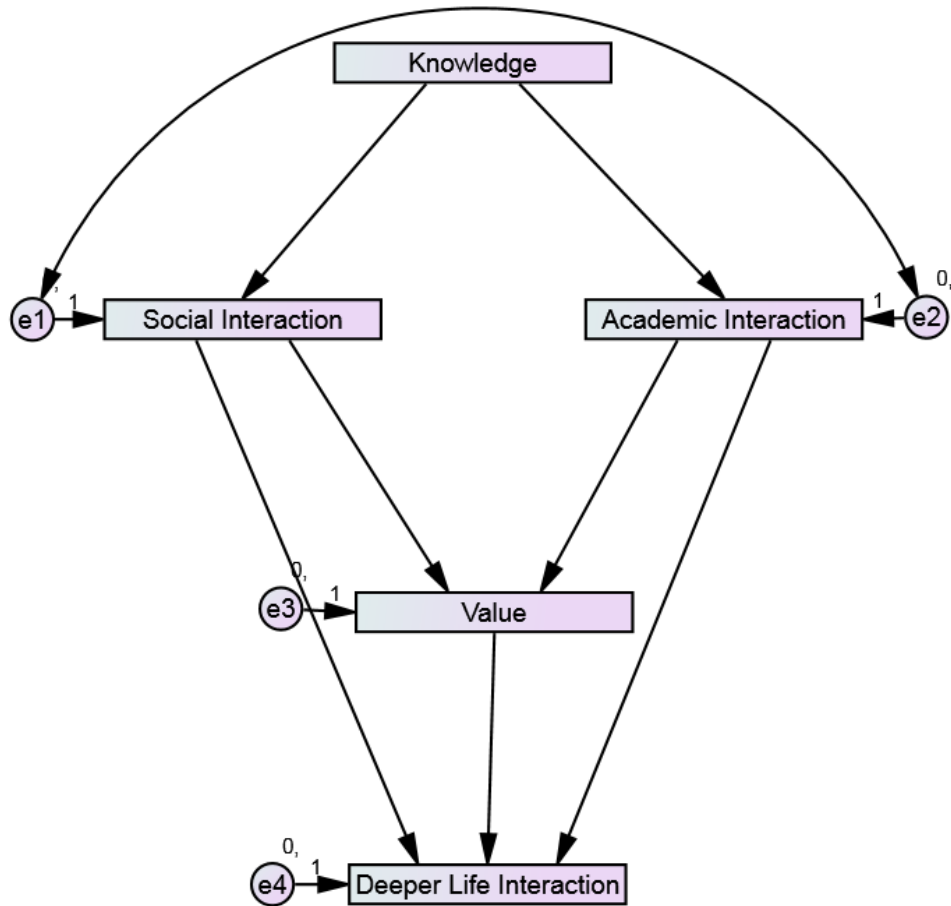 Knowledge
0,
,
e1
1
Social Interaction
Academic Interaction
1
e2
0,
e3
1
Value
0,
e4
1
Deeper Life Interaction
0,